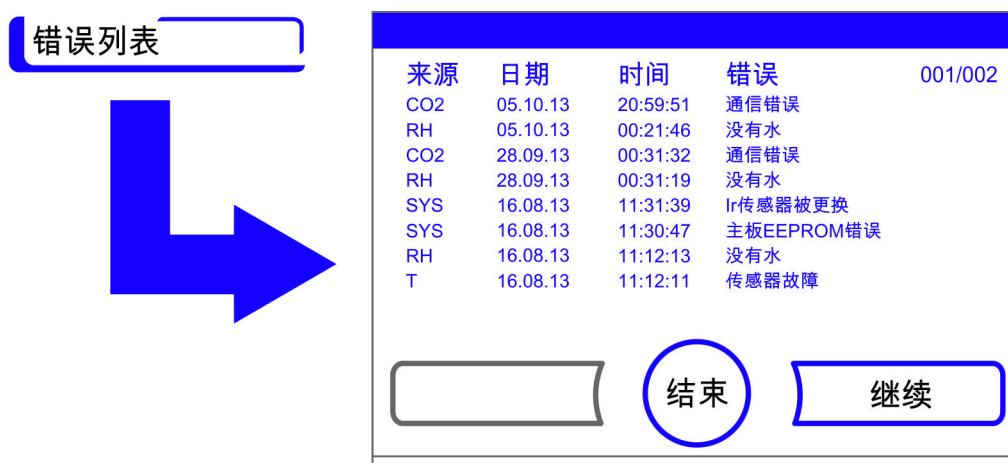 错误列表
来源 日期 时间 错误 001/002
CO2 05.10.13 20:59:51 通信错误
RH 05.10.13 00:21:46 没有水
CO2 28.09.13 00:31:32 通信错误
RH 28.09.13 00:31:19 没有水
SYS 16.08.13 11:31:39 Ir传感器被更换
SYS 16.08.13 11:30:47 主板EEPROM错误
RH 16.08.13 11:12:13 没有水
T 16.08.13 11:12:11 传感器故障
结束 继续